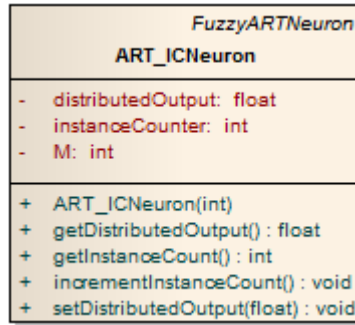 FuzzyARTNeuron
ART_ICNeuron
- distributedOutput: float
- instanceCounter: int
- M: int
+ ART_ICNeuron(int)
+ getDistributedOutput() : float
+ getInstanceCount() : int
+ incrementInstanceCount() : void
+ setDistributedOutput(float) : void